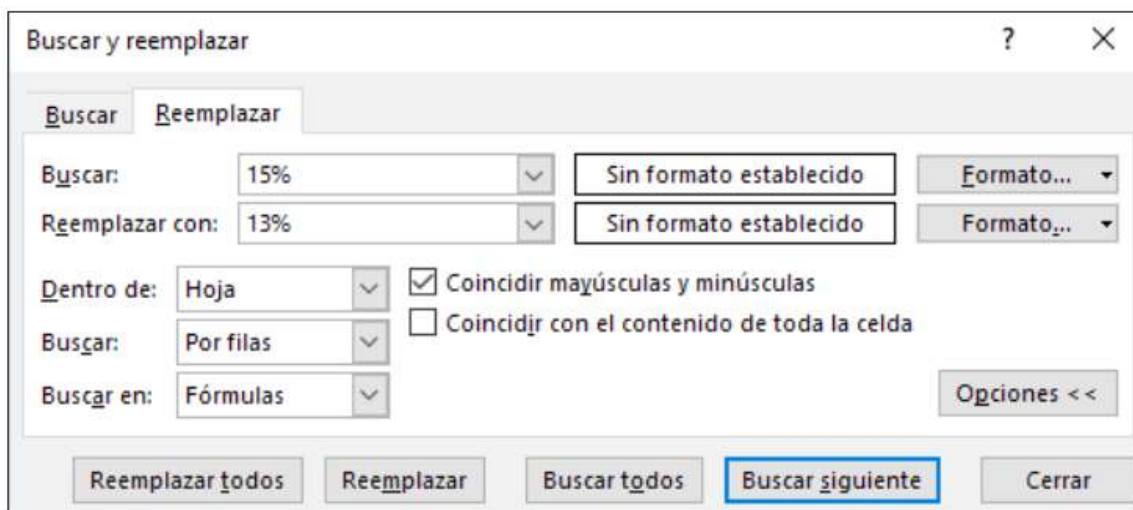 Buscar y reemplazar ? ×
Buscar Reemplazar
Buscar: 15% Sin formato establecido Formato...
Reemplazar con: 13% Sin formato establecido Formato...
Dentro de: Hoja Coincidir mayúsculas y minúsculas
Coincidir con el contenido de toda la celda
Buscar: Por filas
Buscar en: Fórmulas Opciones <<
Reemplazar todos Reemplazar Buscar todos Buscar siguiente Cerrar